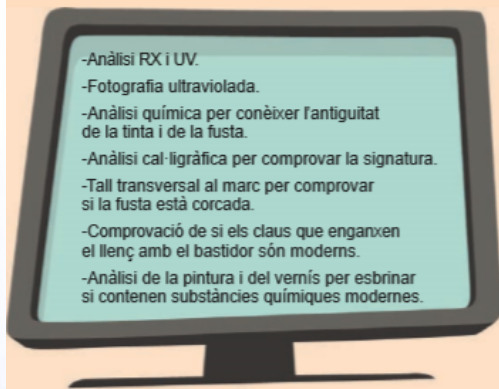 -Anàlisi RX i UV.
-Fotografia ultraviolada.
-Anàlisi química per conèixer l'antiguitat
de la tinta i de la fusta.
-Anàlisi cal·ligràfica per comprovar la signatura.
-Tall transversal al marc per comprovar
si la fusta està corcada.
-Comprovació de si els claus que enganxen
el llenç amb el bastidor són moderns.
-Anàlisi de la pintura i del vernís per esbrinar
si contenen substàncies químiques modernes.